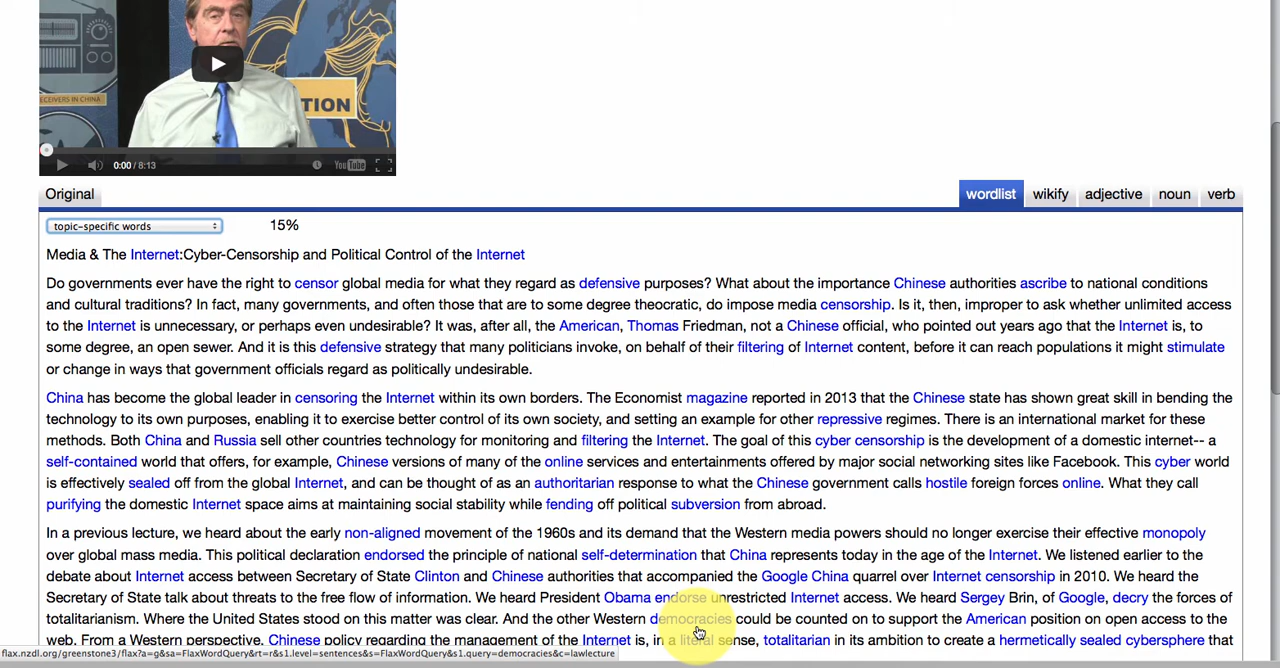 ECEIVERS IN CHINA
TION
0:00 / 8:13
YouTube
Original
wordlist wikify adjective noun verb
topic-specific words 15%
Media & The Internet:Cyber-Censorship and Political Control of the Internet
Do governments ever have the right to censor global media for what they regard as defensive purposes? What about the importance Chinese authorities ascribe to national conditions
and cultural traditions? In fact, many governments, and often those that are to some degree theocratic, do impose media censorship. Is it, then, improper to ask whether unlimited access
to the Internet is unnecessary, or perhaps even undesirable? It was, after all, the American, Thomas Friedman, not a Chinese official, who pointed out years ago that the Internet is, to
some degree, an open sewer. And it is this defensive strategy that many politicians invoke, on behalf of their filtering of Internet content, before it can reach populations it might stimulate
or change in ways that government officials regard as politically undesirable.
China has become the global leader in censoring the Internet within its own borders. The Economist magazine reported in 2013 that the Chinese state has shown great skill in bending the
technology to its own purposes, enabling it to exercise better control of its own society, and setting an example for other repressive regimes. There is an international market for these
methods. Both China and Russia sell other countries technology for monitoring and filtering the Internet. The goal of this cyber censorship is the development of a domestic internet-- a
self-contained world that offers, for example, Chinese versions of many of the online services and entertainments offered by major social networking sites like Facebook. This cyber world
is effectively sealed off from the global Internet, and can be thought of as an authoritarian response to what the Chinese government calls hostile foreign forces online. What they call
purifying the domestic Internet space aims at maintaining social stability while fending off political subversion from abroad.
In a previous lecture, we heard about the early non-aligned movement of the 1960s and its demand that the Western media powers should no longer exercise their effective monopoly
over global mass media. This political declaration endorsed the principle of national self-determination that China represents today in the age of the Internet. We listened earlier to the
debate about Internet access between Secretary of State Clinton and Chinese authorities that accompanied the Google China quarrel over Internet censorship in 2010. We heard the
Secretary of State talk about threats to the free flow of information. We heard President Obama endorse unrestricted Internet access. We heard Sergey Brin, of Google, decry the forces of
totalitarianism. Where the United States stood on this matter was clear. And the other Western democracies could be counted on to support the American position on open access to the
web. From a Western perspective, Chinese policy regarding the management of the Internet is, in a literal sense, totalitarian in its ambition to create a hermetically sealed cybersphere that
flax.nzdl.org/greenstone3/flax?a=g&sa=FlaxWordQuery&rt=r&s1.level=sentences&s=FlaxWordQuery&s1.query=democracies&c=lawlecture